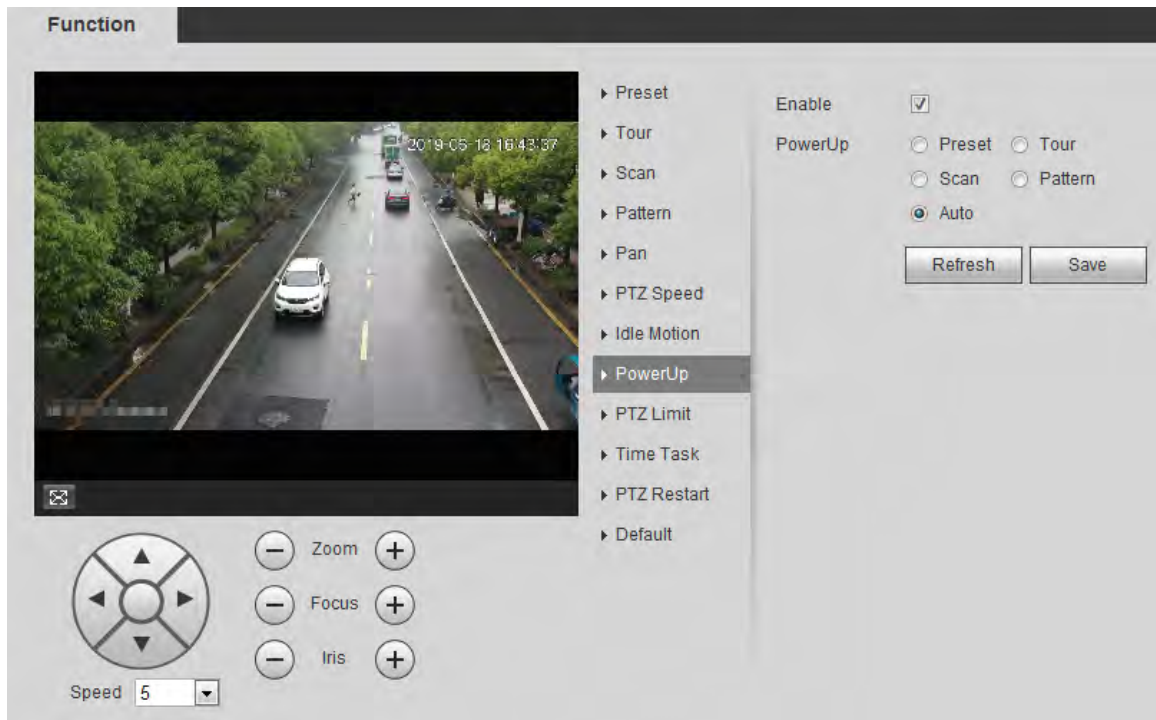 Function
2019-05-18 16:43:37
Preset
Tour
Scan
Pattern
Pan
PTZ Speed
Idle Motion
PowerUp
PTZ Limit
Time Task
PTZ Restart
Default
Enable
PowerUp
Preset Tour
Scan Pattern
Auto
Refresh Save
Zoom
Focus
Iris
Speed 5